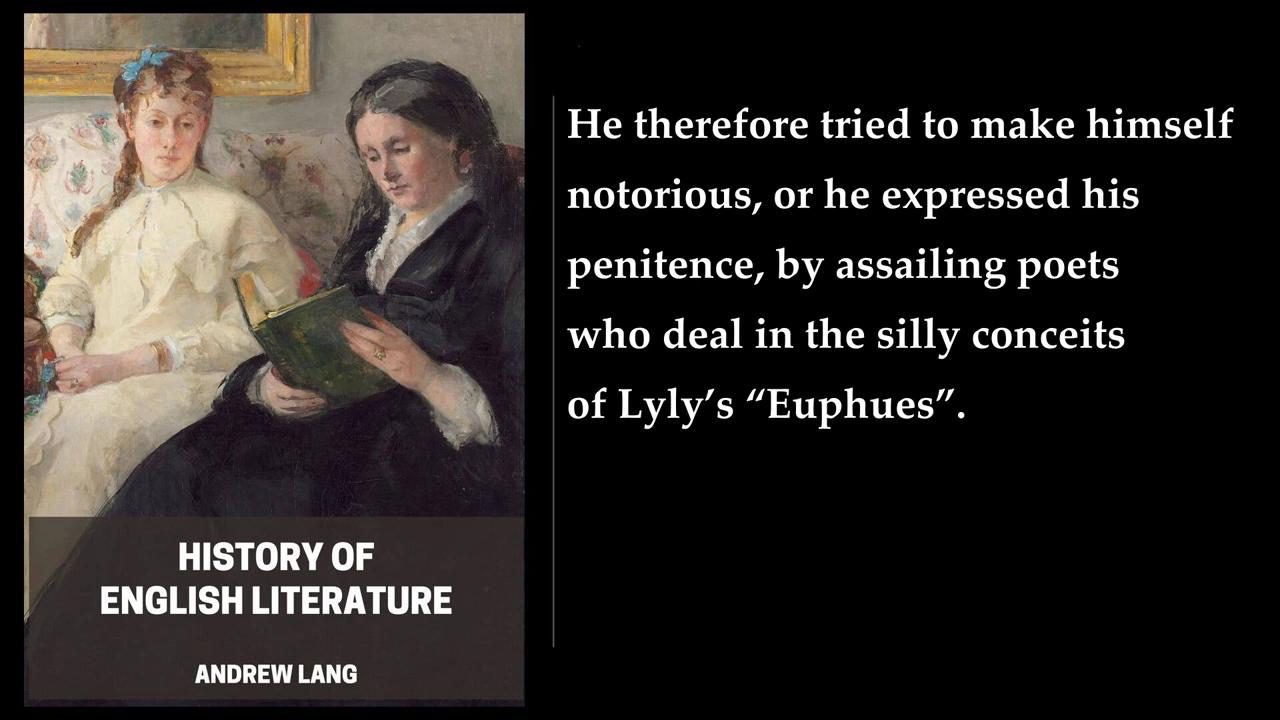 HISTORY OF
ENGLISH LITERATURE
ANDREW LANG
He therefore tried to make himself
notorious, or he expressed his
penitence, by assailing poets
who deal in the silly conceits
of Lyly’s “Euphues”.